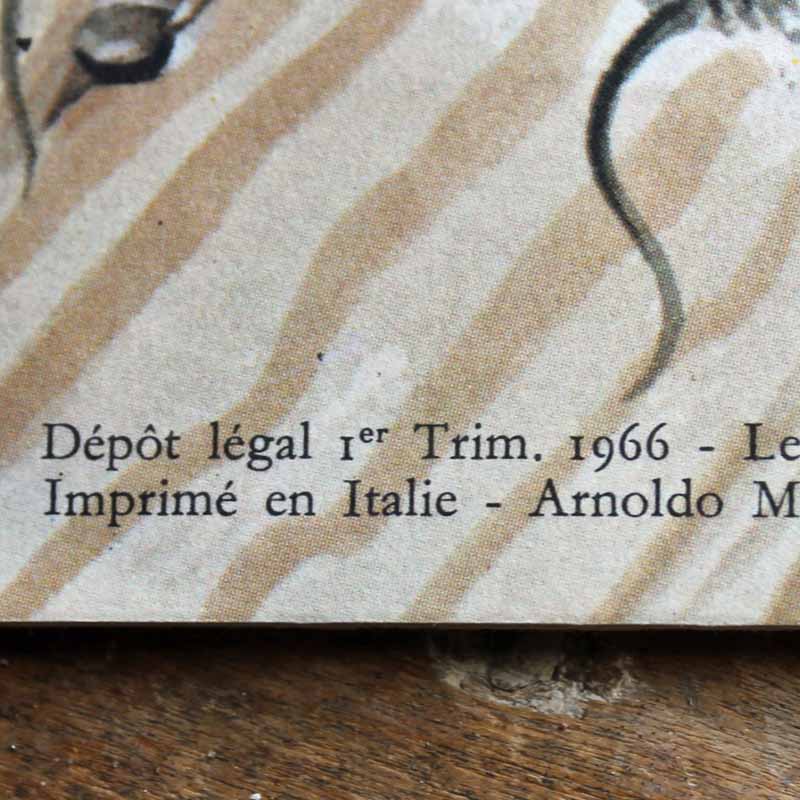 Dépôt légal 1er Trim. 1966 - Le
Imprimé en Italie - Arnoldo M